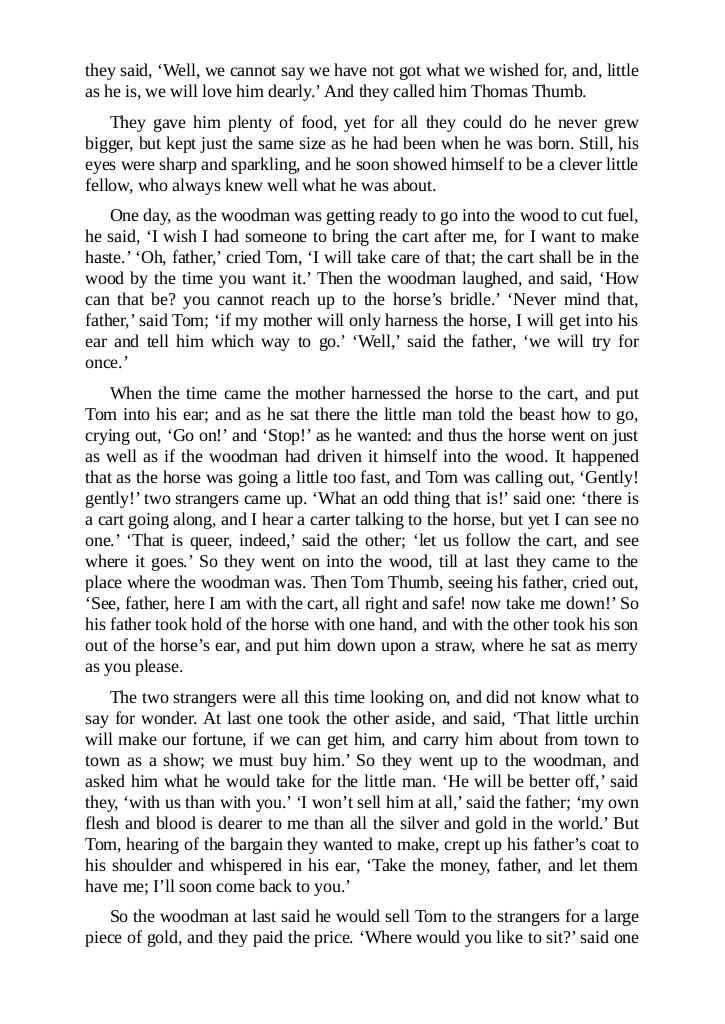 they said, ‘Well, we cannot say we have not got what we wished for, and, little
as he is, we will love him dearly.’ And they called him Thomas Thumb.
They gave him plenty of food, yet for all they could do he never grew
bigger, but kept just the same size as he had been when he was born. Still, his
eyes were sharp and sparkling, and he soon showed himself to be a clever little
fellow, who always knew well what he was about.
One day, as the woodman was getting ready to go into the wood to cut fuel,
he said, ‘I wish I had someone to bring the cart after me, for I want to make
haste.’ ‘Oh, father,’ cried Tom, ‘I will take care of that; the cart shall be in the
wood by the time you want it.’ Then the woodman laughed, and said, ‘How
can that be? you cannot reach up to the horse’s bridle.’ ‘Never mind that,
father,’ said Tom; ‘if my mother will only harness the horse, I will get into his
ear and tell him which way to go.’ ‘Well,’ said the father, ‘we will try for
once.’
When the time came the mother harnessed the horse to the cart, and put
Tom into his ear; and as he sat there the little man told the beast how to go,
crying out, ‘Go on!’ and ‘Stop!’ as he wanted: and thus the horse went on just
as well as if the woodman had driven it himself into the wood. It happened
that as the horse was going a little too fast, and Tom was calling out, ‘Gently!
gently!’ two strangers came up. ‘What an odd thing that is!’ said one: ‘there is
a cart going along, and I hear a carter talking to the horse, but yet I can see no
one.’ ‘That is queer, indeed,’ said the other; ‘let us follow the cart, and see
where it goes.’ So they went on into the wood, till at last they came to the
place where the woodman was. Then Tom Thumb, seeing his father, cried out,
‘See, father, here I am with the cart, all right and safe! now take me down!’ So
his father took hold of the horse with one hand, and with the other took his son
out of the horse’s ear, and put him down upon a straw, where he sat as merry
as you please.
The two strangers were all this time looking on, and did not know what to
say for wonder. At last one took the other aside, and said, ‘That little urchin
will make our fortune, if we can get him, and carry him about from town to
town as a show; we must buy him.’ So they went up to the woodman, and
asked him what he would take for the little man. ‘He will be better off,’ said
they, ‘with us than with you.’ ‘I won’t sell him at all,’ said the father; ‘my own
flesh and blood is dearer to me than all the silver and gold in the world.’ But
Tom, hearing of the bargain they wanted to make, crept up his father’s coat to
his shoulder and whispered in his ear, ‘Take the money, father, and let them
have me; I’ll soon come back to you.’
So the woodman at last said he would sell Tom to the strangers for a large
piece of gold, and they paid the price. ‘Where would you like to sit?’ said one